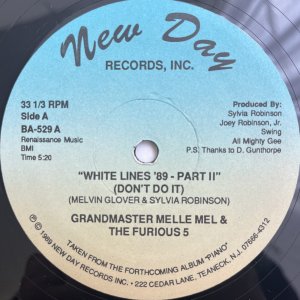 New Day
RECORDS, INC.
33 1/3 RPM
Side A
BA-529 A
Renaissance Music
BMI
Time 5:20
Produced By:
Sylvia Robinson
Joey Robinson, Jr.
Swing
All Mighty Gee
P.S. Thanks to D. Gunthorpe
"WHITE LINES '89 - PART II"
(DON'T DO IT)
(MELVIN GLOVER & SYLVIA ROBINSON)
GRANDMASTER MELLE MEL &
THE FURIOUS 5
TAKEN FROM THE FORTHCOMING ALBUM "PIANO"
℗ © 1989 NEW DAY RECORDS INC. • 222 CEDAR LANE, TEANECK, N.J. 07666-4312